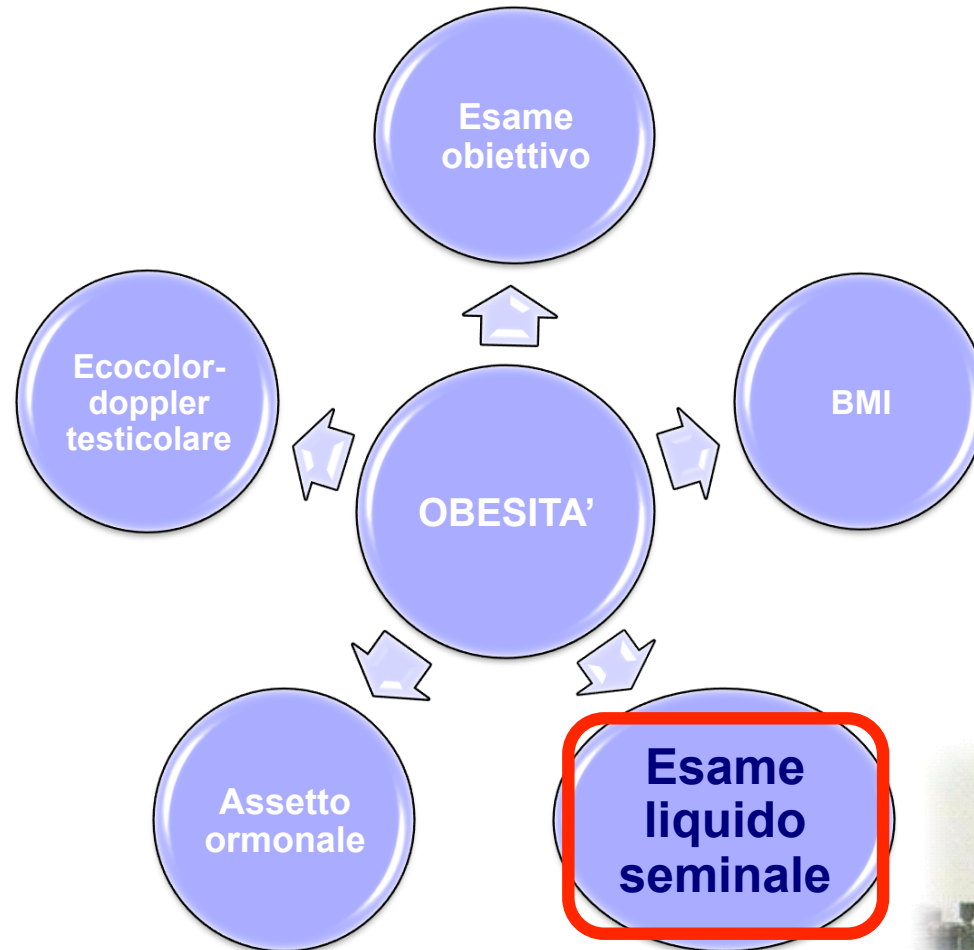 Esame
obiettivo
Ecocolor-
doppler
testicolare
BMI
OBESITA’
Assetto
ormonale
Esame
liquido
seminale